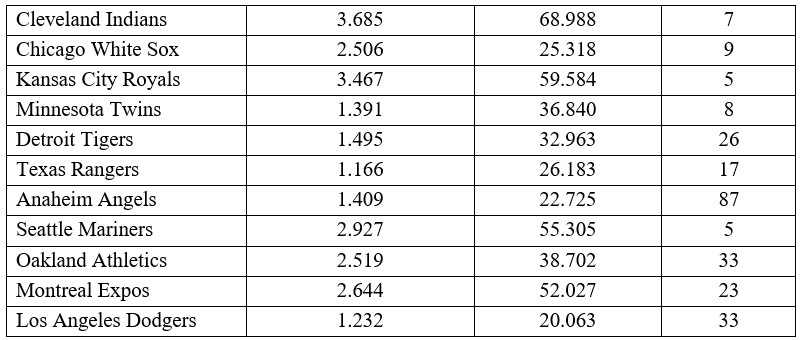 Cleveland Indians 3.685 68.988 7
Chicago White Sox 2.506 25.318 9
Kansas City Royals 3.467 59.584 5
Minnesota Twins 1.391 36.840 8
Detroit Tigers 1.495 32.963 26
Texas Rangers 1.166 26.183 17
Anaheim Angels 1.409 22.725 87
Seattle Mariners 2.927 55.305 5
Oakland Athletics 2.519 38.702 33
Montreal Expos 2.644 52.027 23
Los Angeles Dodgers 1.232 20.063 33